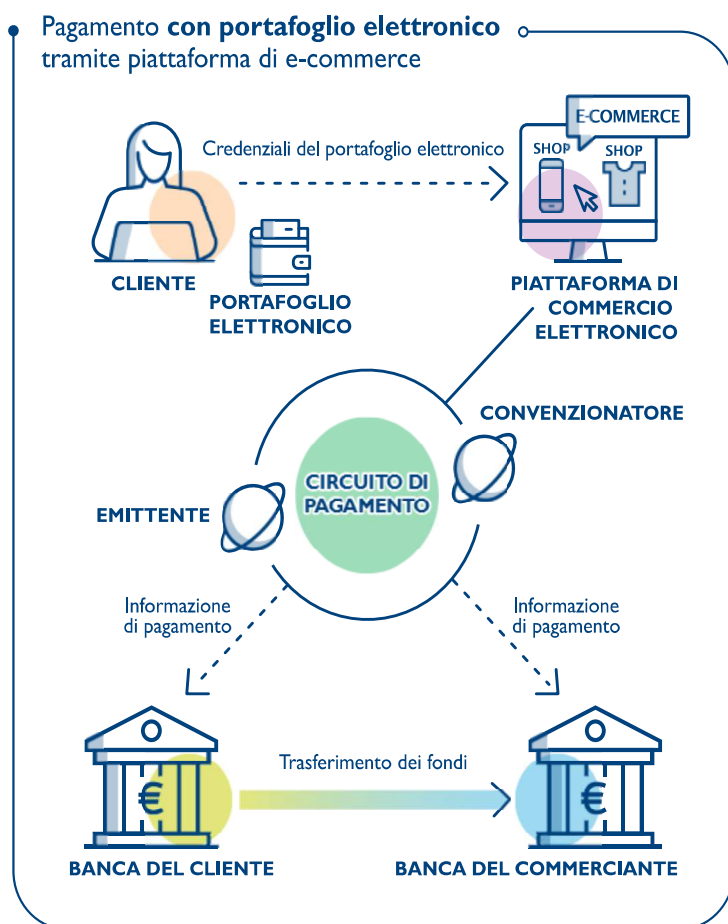 Pagamento con portafoglio elettronico
tramite piattaforma di e-commerce
E-COMMERCE
SHOP
SHOP
Credenziali del portafoglio elettronico
CLIENTE
PORTAFOGLIO
ELETTRONICO
PIATTAFORMA DI
COMMERCIO
ELETTRONICO
CONVENZIONATORE
CIRCUITO DI
PAGAMENTO
EMITTENTE
Informazione
di pagamento
Informazione
di pagamento
Trasferimento dei fondi
€
€
BANCA DEL CLIENTE
BANCA DEL COMMERCIANTE